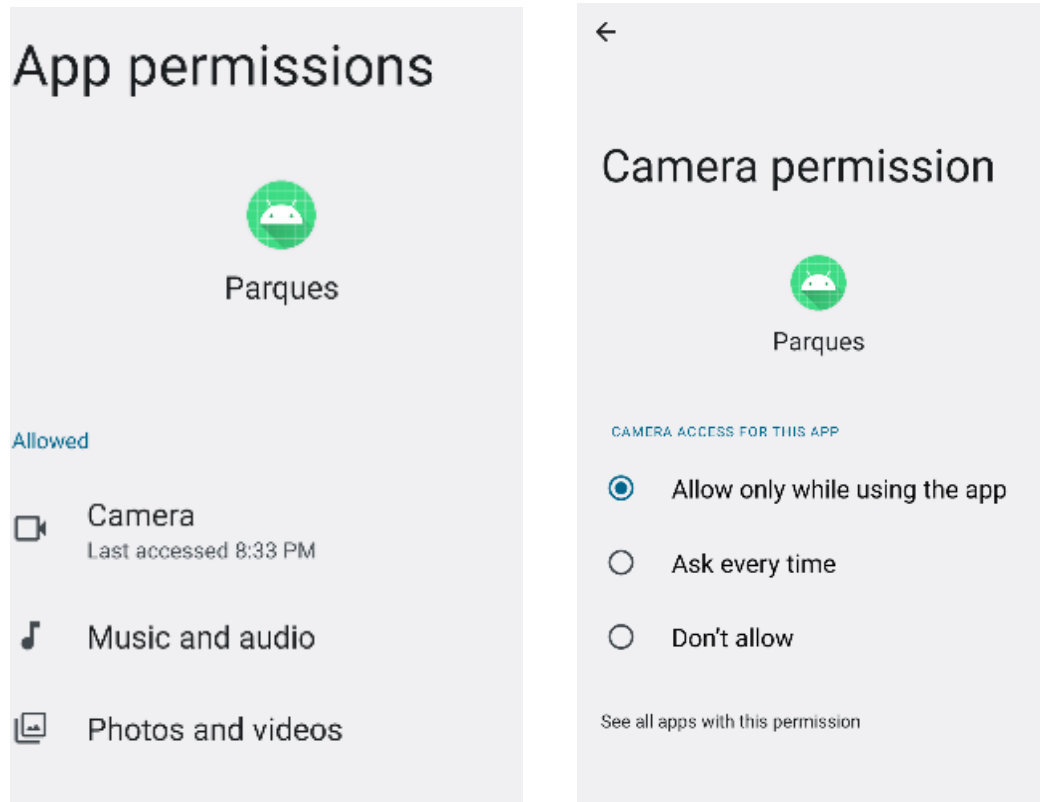 App permissions
Parques
Allowed
Camera
Last accessed 8:33 PM
Music and audio
Photos and videos
Camera permission
Parques
CAMERA ACCESS FOR THIS APP
Allow only while using the app
Ask every time
Don't allow
See all apps with this permission